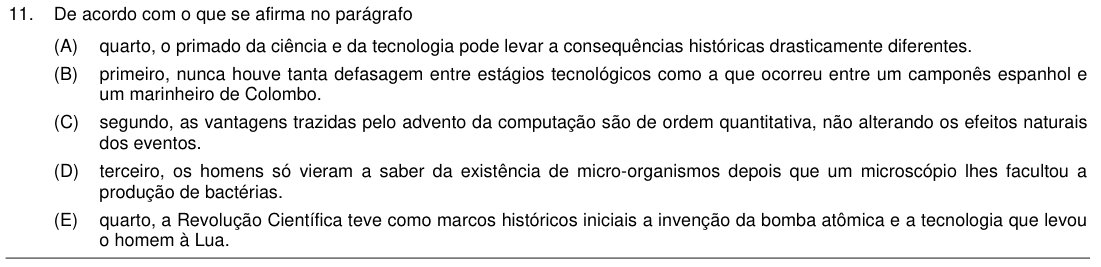 11. De acordo com o que se afirma no parágrafo
(A) quarto, o primado da ciência e da tecnologia pode levar a consequências históricas drasticamente diferentes.
(B) primeiro, nunca houve tanta defasagem entre estágios tecnológicos como a que ocorreu entre um camponês espanhol e
um marinheiro de Colombo.
(C) segundo, as vantagens trazidas pelo advento da computação são de ordem quantitativa, não alterando os efeitos naturais
dos eventos.
(D) terceiro, os homens só vieram a saber da existência de micro-organismos depois que um microscópio lhes facultou a
produção de bactérias.
(E) quarto, a Revolução Científica teve como marcos históricos iniciais a invenção da bomba atômica e a tecnologia que levou
o homem à Lua.